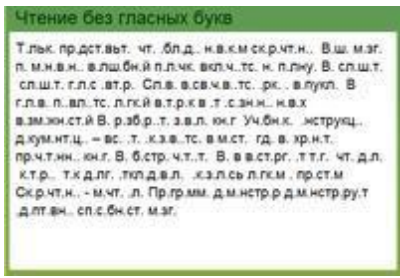 Чтение без гласных букв
Т.льк. пр.дст.вьт. чт. .бл.д.. н.в.к.м ск.р.чт.н.. В.ш. м.зг.
п. м.н.в.н.. в.лш.бн.й п.л.чк. вкл.ч..тс. н. п.лну. В. сл.ш.т.
сл.ш.т. г.л.с .вт.р. Сл.в. в.св.ч.в..тс. .рк.. в.пукл. В
г.л.в. п..вл..тс. л.гк.й в.т.р.к в .т .с.зн.н.. н.в.х
в.зм.жн.ст.й В. р.зб.р..т. з.в.л. кн.г Уч.бн.к. .нструкц..
д.кум.нт.ц.. – вс. .т. .к.з.в..тс. в м.ст. гд. в. хр.н.т.
пр.ч.т.нн.. кн.г. В. б.стр. ч.т..т. В. в в.ст.рг. .т т.г. чт. д.л.
к.т.р.. т.к д.лг. .ткл.д.в.л. .к.з.л.сь л.гк.м . пр.ст.м
Ск.р.чт.н.. - м.чт. .л. Пр.гр.мм. д.м.нстр.р д.м.нстр.ру.т
.д.пт.вн.. сп.с.бн.ст. м.зг.